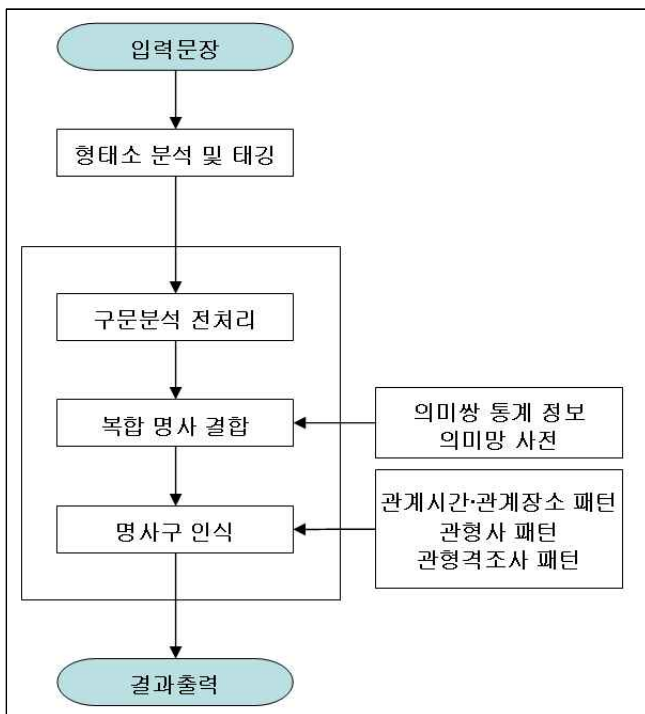 입력문장
형태소 분석 및 태깅
구문분석 전처리
복합 명사 결합
의미쌍 통계 정보
의미망 사전
명사구 인식
관계시간·관계장소 패턴
관형사 패턴
관형격조사 패턴
결과출력